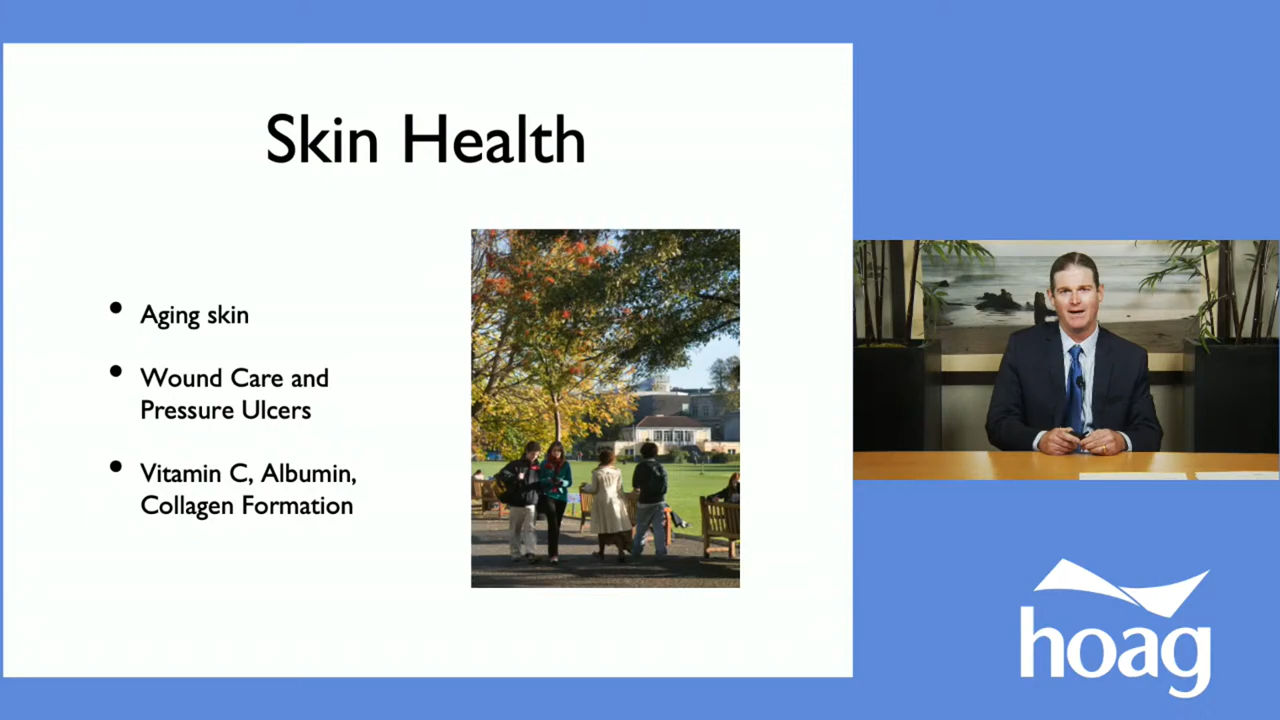 Skin Health
Aging skin
Wound Care and
Pressure Ulcers
Vitamin C, Albumin,
Collagen Formation
hoag